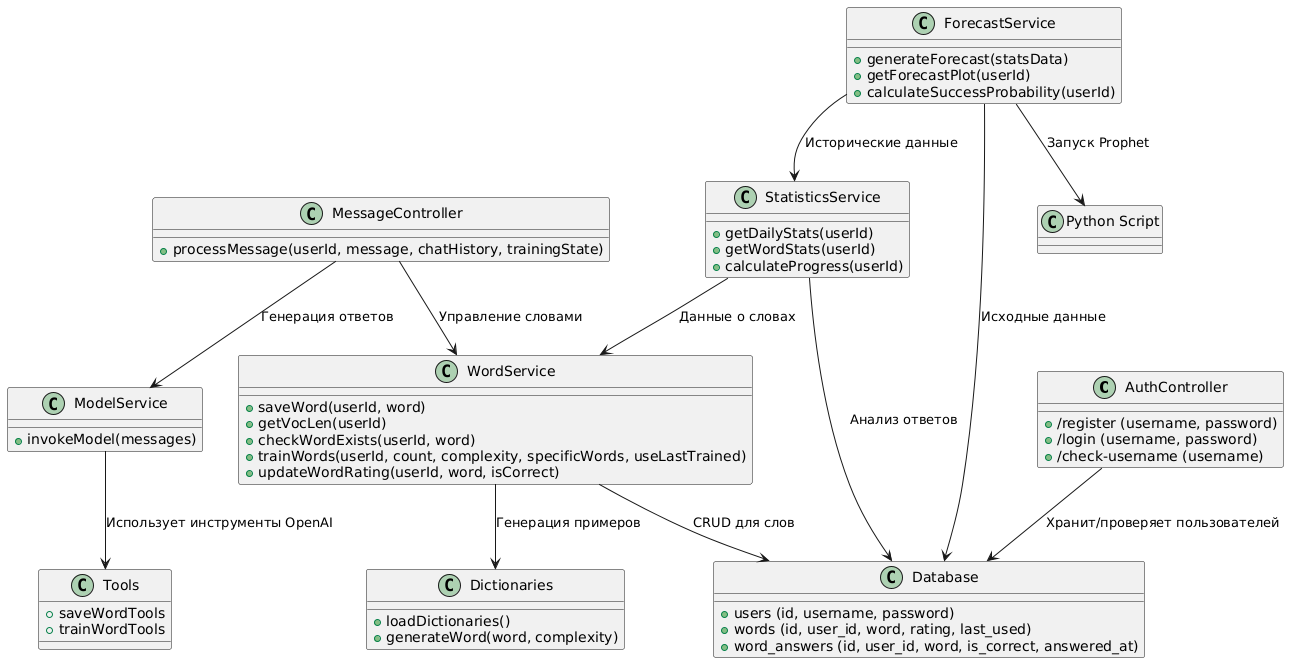 C ForecastService
generateForecast(statsData)
getForecastPlot(userId)
calculateSuccessProbability(userId)
Исторические данные
Запуск Prophet
C StatisticsService
getDailyStats(userId)
getWordStats(userId)
calculateProgress(userId)
C Python Script
C MessageController
processMessage(userId, message, chatHistory, trainingState)
Генерация ответов
Управление словами
Данные о словах
Исходные данные
C ModelService
invokeModel(messages)
C WordService
saveWord(userId, word)
getVocLen(userId)
checkWordExists(userId, word)
trainWords(userId, count, complexity, specificWords, useLastTrained)
updateWordRating(userId, word, isCorrect)
Анализ ответов
C AuthController
/register (username, password)
/login (username, password)
/check-username (username)
Использует инструменты OpenAI
Генерация примеров
CRUD для слов
Хранит/проверяет пользователей
C Tools
saveWordTools
trainWordTools
C Dictionaries
loadDictionaries()
generateWord(word, complexity)
C Database
users (id, username, password)
words (id, user_id, word, rating, last_used)
word_answers (id, user_id, word, is_correct, answered_at)